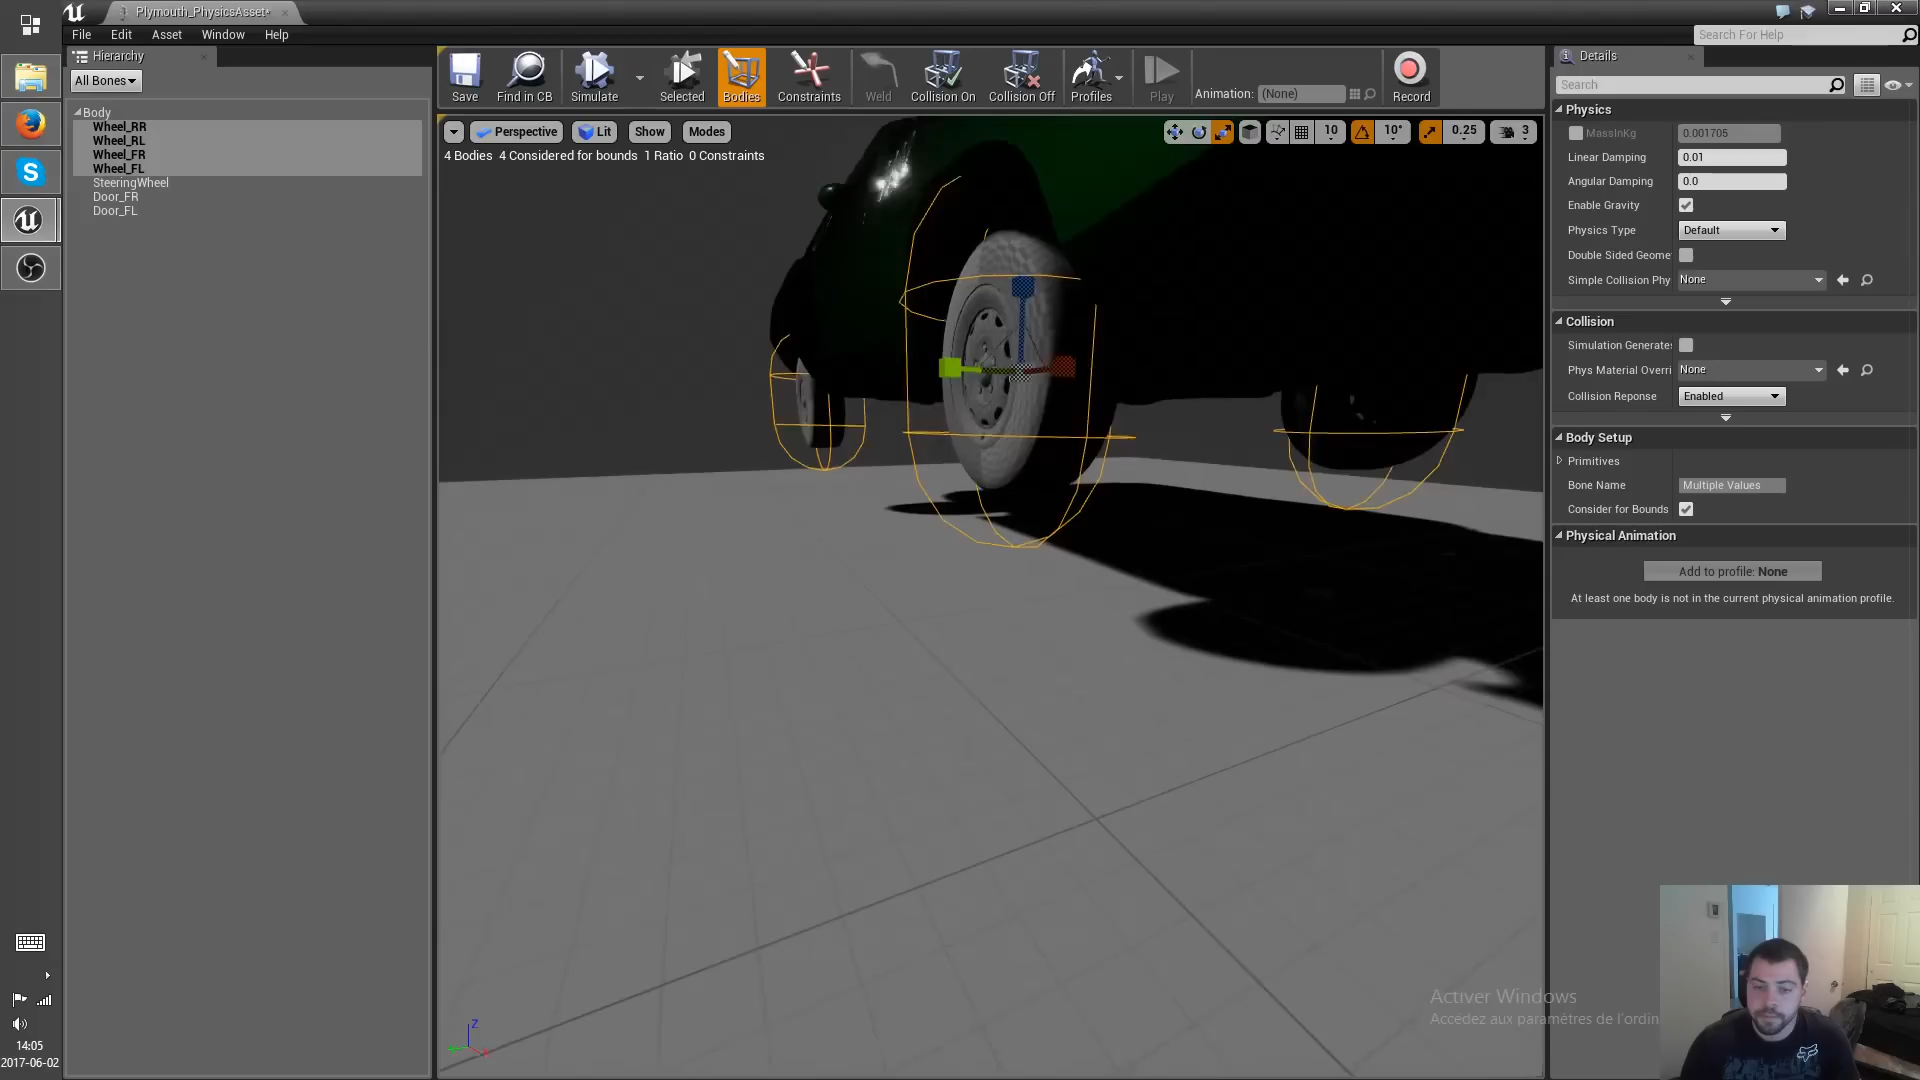 Plymouth_PhysicsAsset*
File Edit Asset Window Help
Search For Help
Hierarchy
All Bones
Body
Wheel_RR
Wheel_RL
Wheel_FR
Wheel_FL
SteeringWheel
Door_FR
Door_FL
Save
Find in CB
Simulate
Selected
Bodies
Constraints
Weld
Collision On
Collision Off
Profiles
Play
Animation: (None)
Record
Perspective Lit Show Modes
10 10° 0.25 3
4 Bodies 4 Considered for bounds 1 Ratio 0 Constraints
Z
Details
Search
Physics
MassInKg 0.001705
Linear Damping 0.01
Angular Damping 0.0
Enable Gravity
Physics Type Default
Double Sided Geome
Simple Collision Phy None
Collision
Simulation Generates
Phys Material Overri None
Collision Reponse Enabled
Body Setup
Primitives
Bone Name Multiple Values
Consider for Bounds
Physical Animation
Add to profile: None
At least one body is not in the current physical animation profile.
Activer Windows
Accédez aux paramètres de l'ordin
14:05
2017-06-02